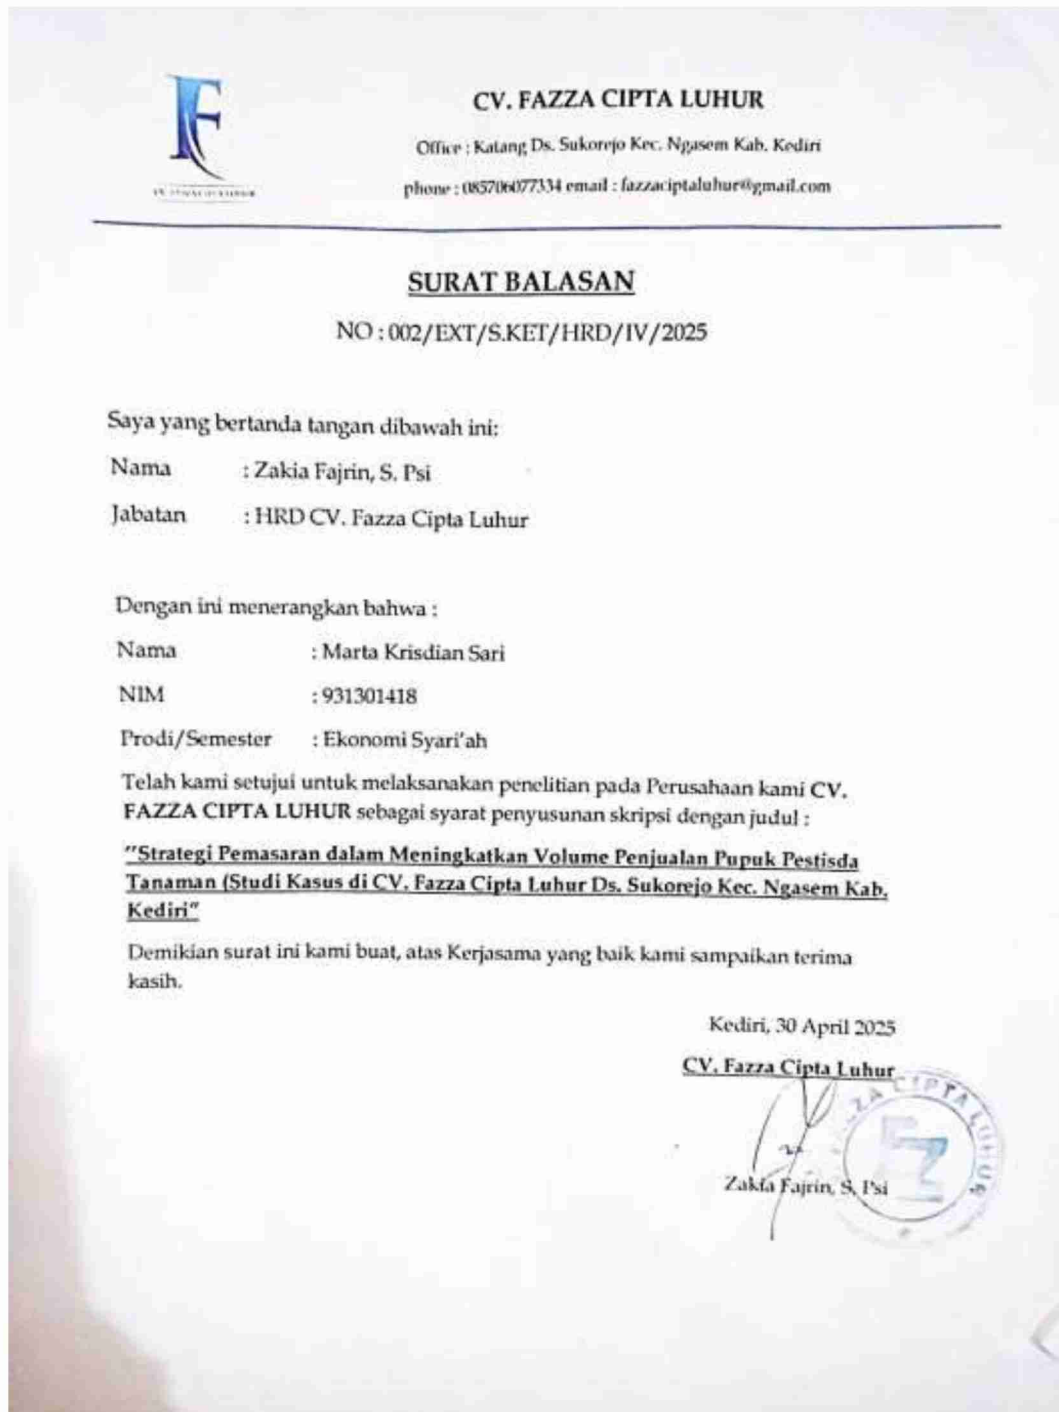 CV. FAZZA CIPTA LUHUR
Office : Katang Ds. Sukorejo Kec. Ngasem Kab. Kediri
phone : 085706077334 email : fazzaciptaluhur@gmail.com
SURAT BALASAN
NO : 002/EXT/S.KET/HRD/IV/2025
Saya yang bertanda tangan dibawah ini:
Nama : Zakia Fajrin, S. Psi
Jabatan : HRD CV. Fazza Cipta Luhur
Dengan ini menerangkan bahwa :
Nama : Marta Krisdian Sari
NIM : 931301418
Prodi/Semester : Ekonomi Syari'ah
Telah kami setujui untuk melaksanakan penelitian pada Perusahaan kami CV.
FAZZA CIPTA LUHUR sebagai syarat penyusunan skripsi dengan judul :
"Strategi Pemasaran dalam Meningkatkan Volume Penjualan Pupuk Pestisda
Tanaman (Studi Kasus di CV. Fazza Cipta Luhur Ds. Sukorejo Kec. Ngasem Kab.
Kediri"
Demikian surat ini kami buat, atas Kerjasama yang baik kami sampaikan terima
kasih.
Kediri, 30 April 2025
CV. Fazza Cipta Luhur
CIPTA LUHUR
Zakia Fajrin, S. Psi